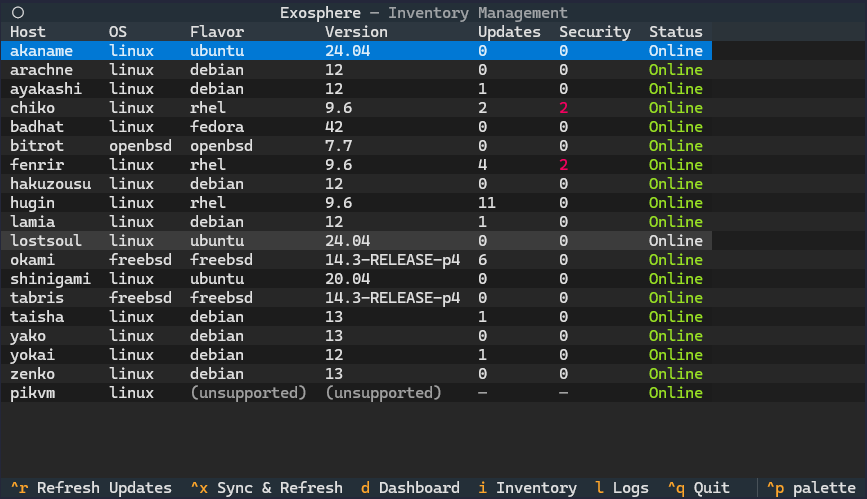 Exosphere — Inventory Management
Host OS Flavor Version Updates Security Status
akaname linux ubuntu 24.04 0 0 Online
arachne linux debian 12 0 0 Online
ayakashi linux debian 12 1 0 Online
chiko linux rhel 9.6 2 2 Online
badhat linux fedora 42 0 0 Online
bitrot openbsd openbsd 7.7 0 0 Online
fenrir linux rhel 9.6 4 2 Online
hakuzousu linux debian 12 0 0 Online
hugin linux rhel 9.6 11 0 Online
lamia linux debian 12 1 0 Online
lostsoul linux ubuntu 24.04 0 0 Online
okami freebsd freebsd 14.3-RELEASE-p4 6 0 Online
shinigami linux ubuntu 20.04 0 0 Online
tabris freebsd freebsd 14.3-RELEASE-p4 0 0 Online
taisha linux debian 13 1 0 Online
yako linux debian 13 0 0 Online
yokai linux debian 12 1 0 Online
zenko linux debian 13 0 0 Online
pikvm linux (unsupported) (unsupported) — — Online
^r Refresh Updates ^x Sync & Refresh d Dashboard i Inventory l Logs ^q Quit ^p palette